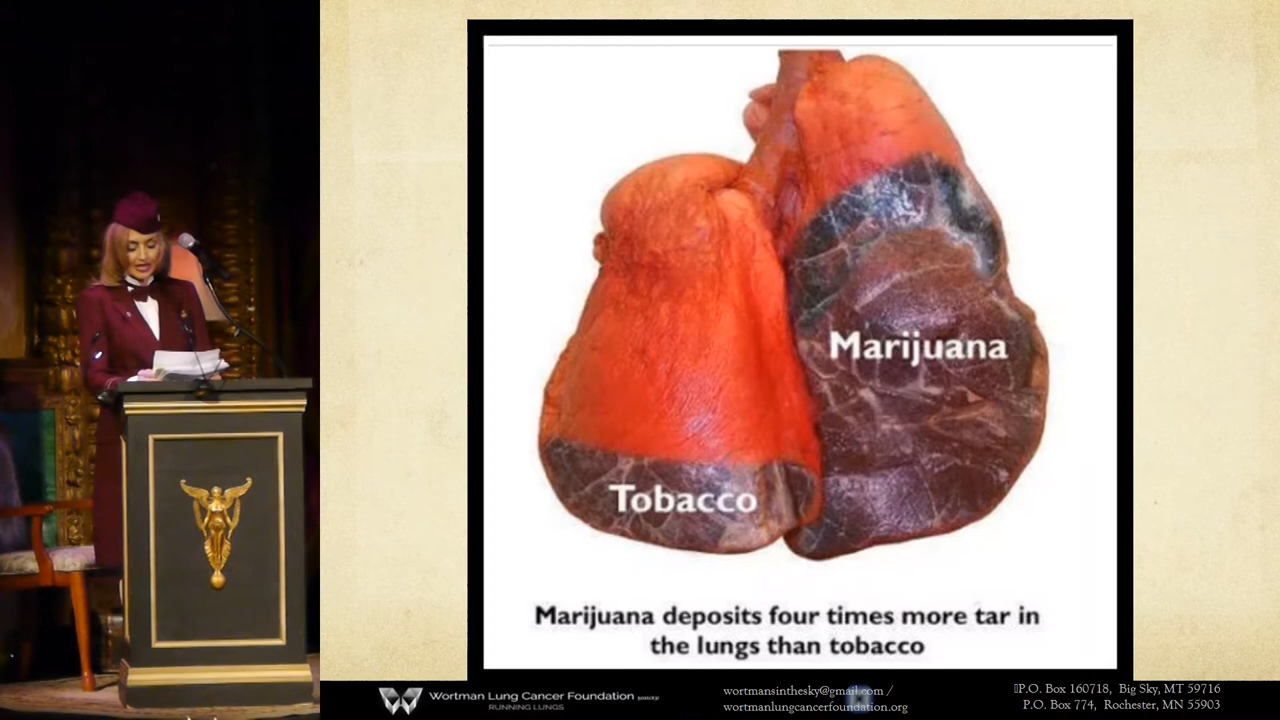 Marijuana
Tobacco
Marijuana deposits four times more tar in
the lungs than tobacco
Wortman Lung Cancer Foundation
RUNNING LUNGS
wortmansinthesky@gmail.com /
wortmanlungcancerfoundation.org
P.O. Box 160718, Big Sky, MT 59716
P.O. Box 774, Rochester, MN 55903